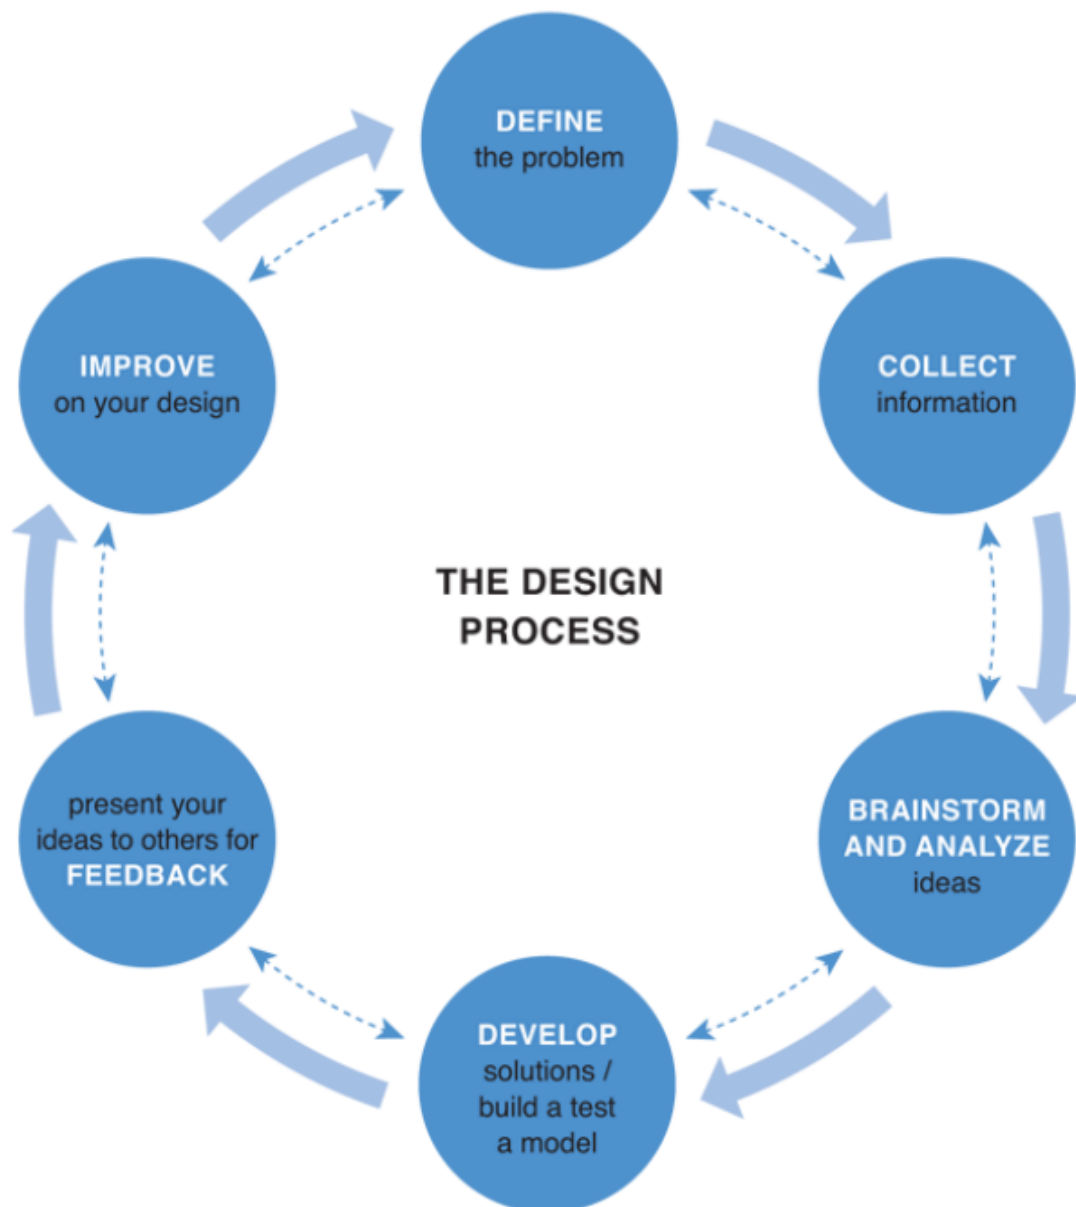 DEFINE
the problem
COLLECT
information
BRAINSTORM
AND ANALYZE
ideas
DEVELOP
solutions /
build a test
a model
present your
ideas to others for
FEEDBACK
IMPROVE
on your design
THE DESIGN
PROCESS